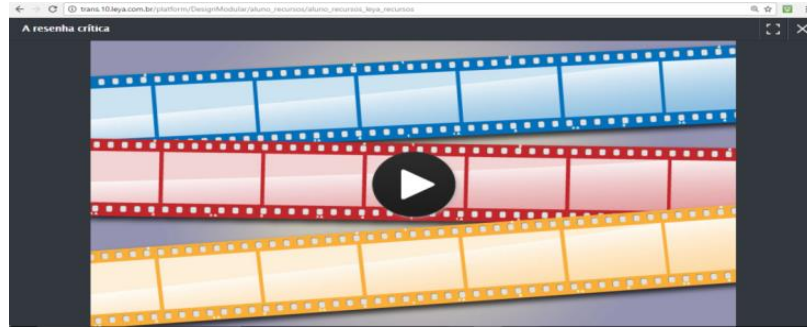 trans.10.leya.com.br/platform/DesignModular/aluno_recursos/aluno_recursos_leya_recursos
A resenha crítica